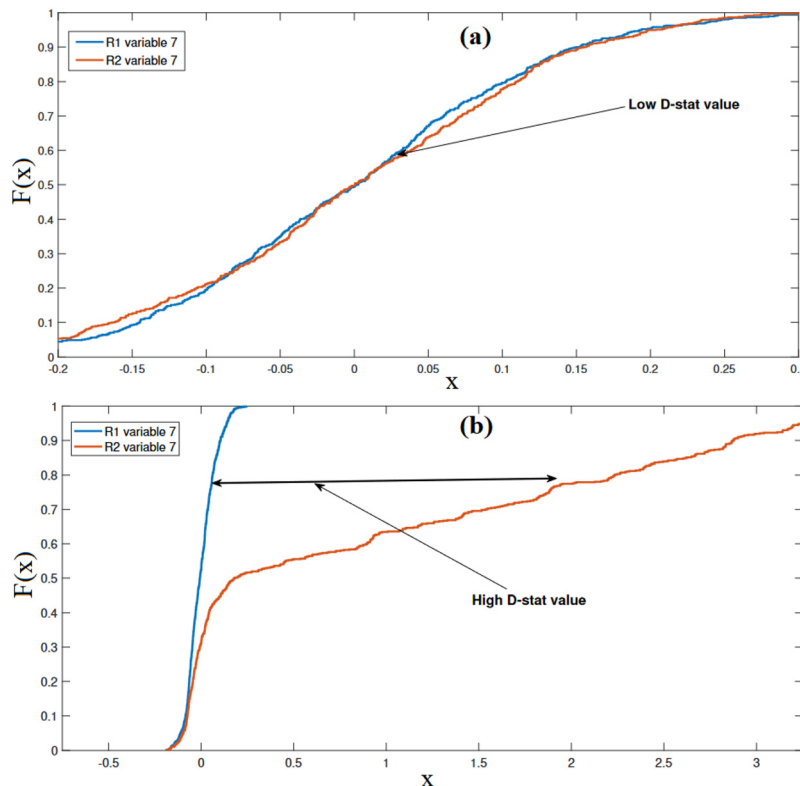 (a)
R1 variable 7
R2 variable 7
Low D-stat value
F(x)
1
0.9
0.8
0.7
0.6
0.5
0.4
0.3
0.2
0.1
0
-0.2 -0.15 -0.1 -0.05 0 0.05 0.1 0.15 0.2 0.25 0.3
x
(b)
R1 variable 7
R2 variable 7
High D-stat value
F(x)
1
0.9
0.8
0.7
0.6
0.5
0.4
0.3
0.2
0.1
0
-0.5 0 0.5 1 1.5 2 2.5 3
x